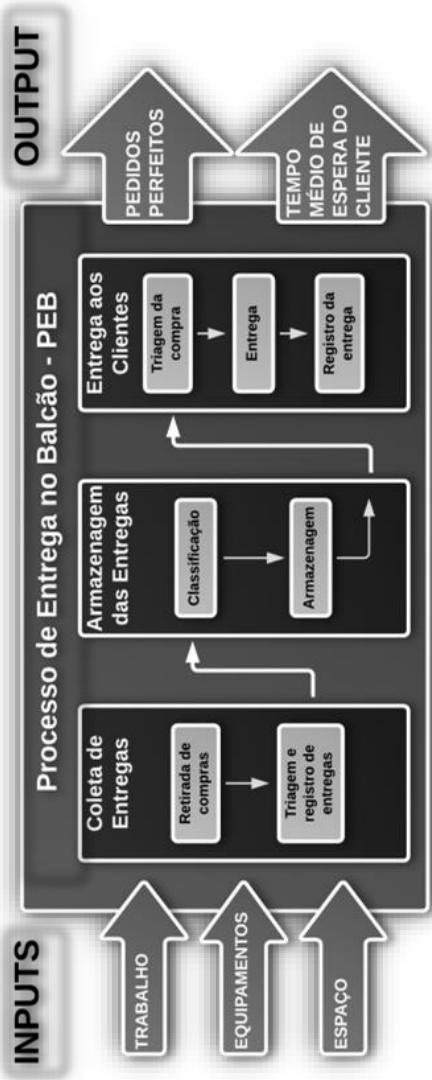 INPUTS
TRABALHO
EQUIPAMENTOS
ESPAÇO
Processo de Entrega no Balcão - PEB
Coleta de
Entregas
Retirada de
compras
Triagem e
registro de
entregas
Armazenagem
das Entregas
Classificação
Armazenagem
Entrega aos
Clientes
Triagem da
compra
Entrega
Registro da
entrega
OUTPUT
PEDIDOS
PERFEITOS
TEMPO
MÉDIO DE
ESPERA DO
CLIENTE